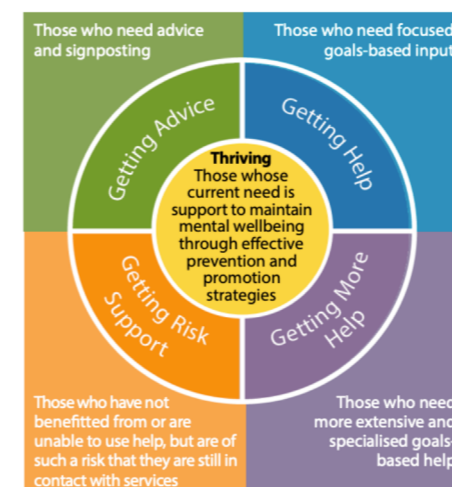 Those who need advice
and signposting
Those who need focused
goals-based input
Getting Advice
Getting Help
Thriving
Those whose
current need is
support to maintain
mental wellbeing
through effective
prevention and
promotion
strategies
Getting Risk
Support
Getting More
Help
Those who have not
benefitted from or are
unable to use help, but are of
such a risk that they are still in
contact with services
Those who need
more extensive and
specialised goals-
based help